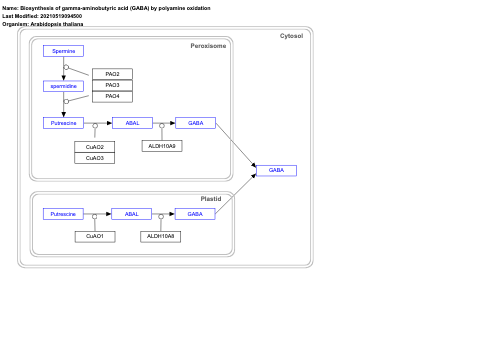 Name: Biosynthesis of gamma-aminobutyric acid (GABA) by polyamine oxidation
Last Modified: 20210519094500
Organism: Arabidopsis thaliana
Cytosol
Peroxisome
Spermine
PAO2
PAO3
spermidine
PAO4
Putrescine
ABAL
GABA
CuAO2
ALDH10A9
CuAO3
GABA
Plastid
Putrescine
ABAL
GABA
CuAO1
ALDH10A8